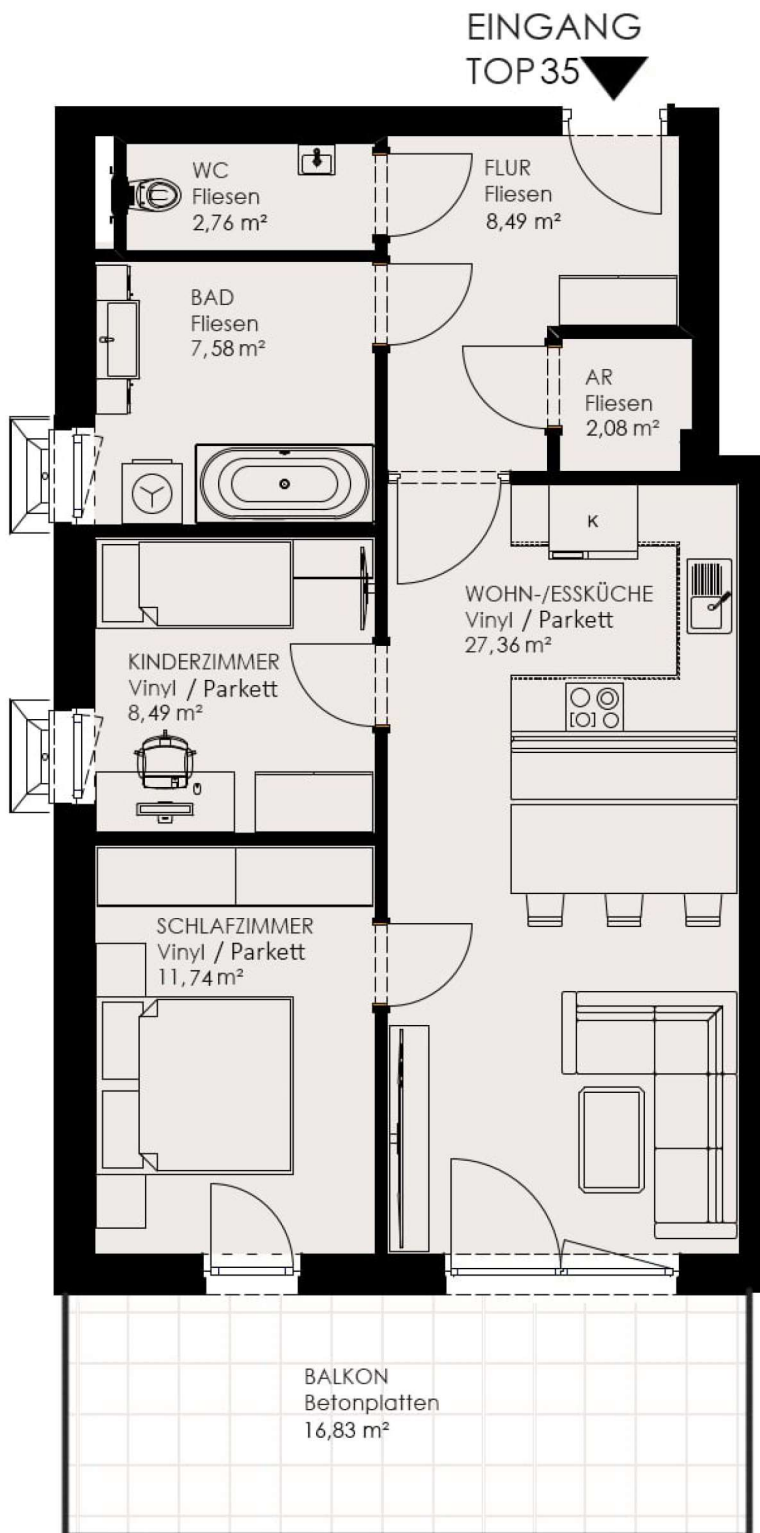 EINGANG
TOP 35
WC
Fliesen
2,76 m²
FLUR
Fliesen
8,49 m²
BAD
Fliesen
7,58 m²
AR
Fliesen
2,08 m²
K
WOHN-/ESSKÜCHE
Vinyl / Parkett
27,36 m²
KINDERZIMMER
Vinyl / Parkett
8,49 m²
SCHLAFZIMMER
Vinyl / Parkett
11,74 m²
BALKON
Betonplatten
16,83 m²